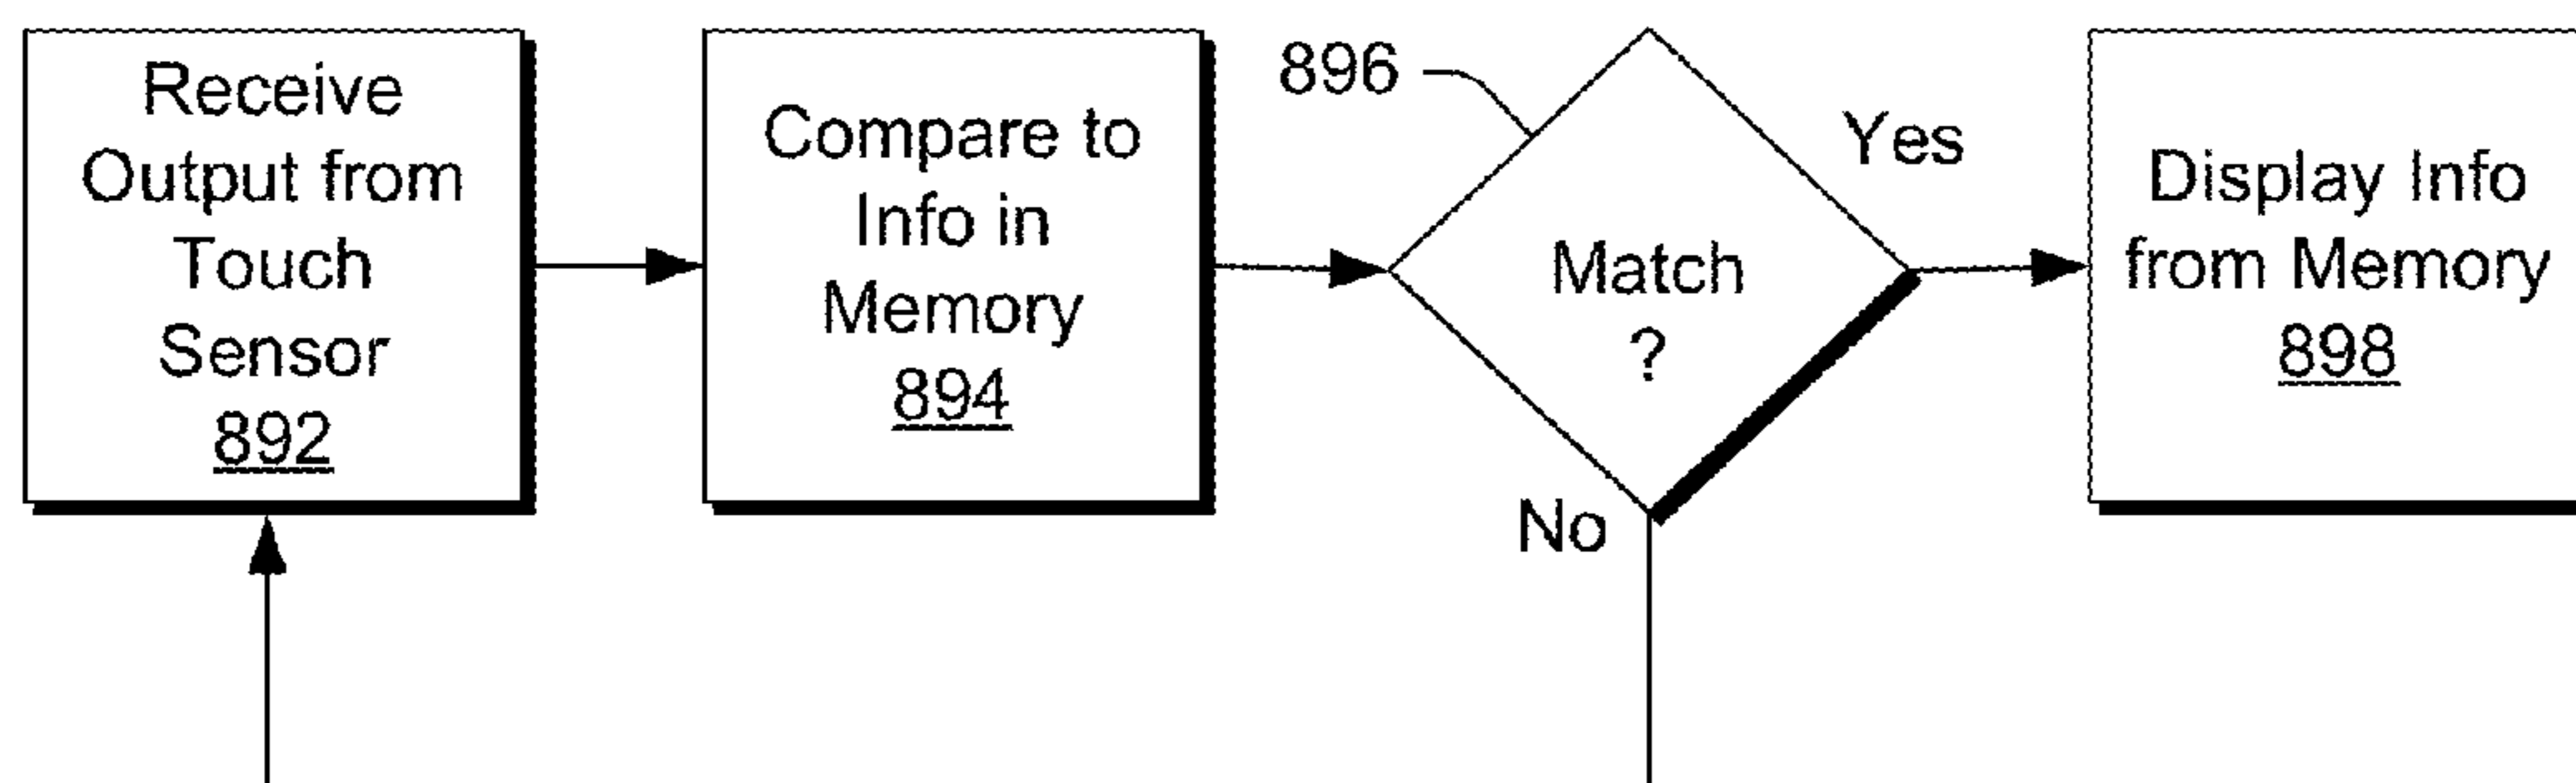 Receive
Output from
Touch
Sensor
892
Compare to
Info in
Memory
894
896
Match
?
Yes
No
Display Info
from Memory
898